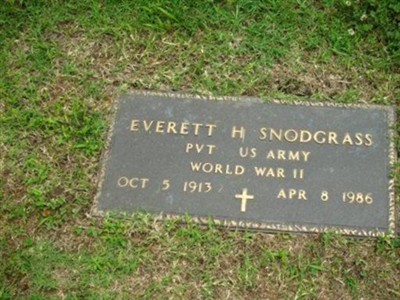 EVERETT H SNODGRASS
PVT US ARMY
WORLD WAR II
OCT 5 1913 APR 8 1986